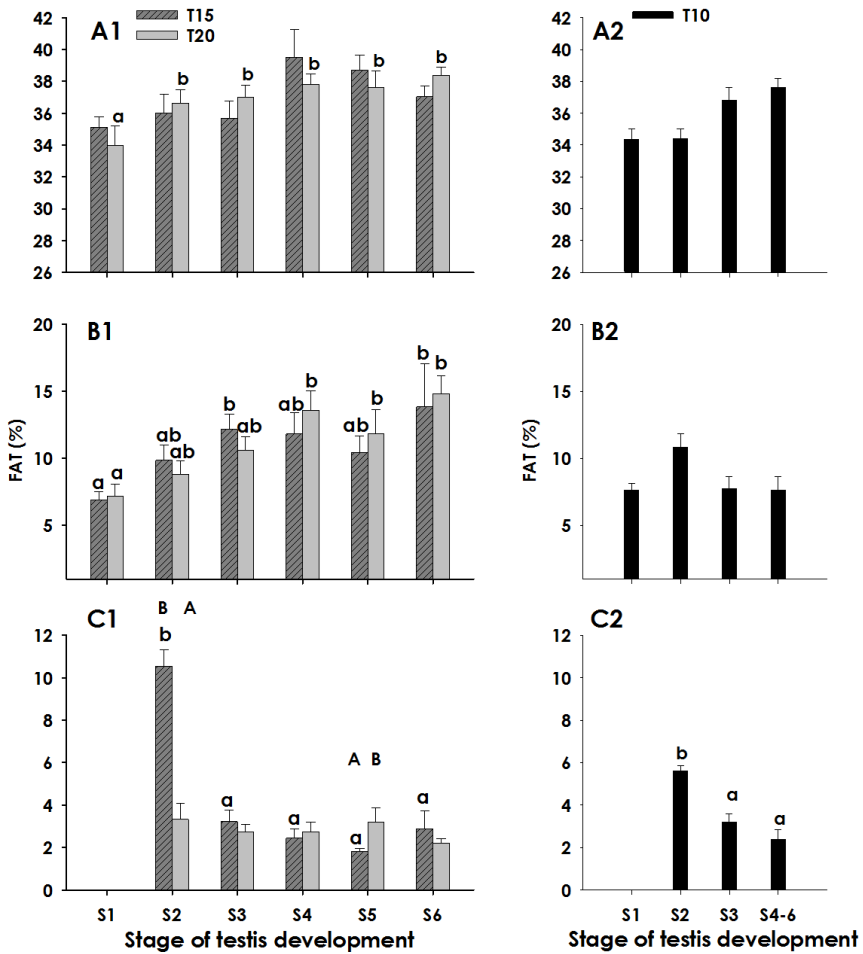 A1
T15
T20
A2
T10
42
40
38
36
34
32
30
28
26
a
b
b
b
b
b
42
40
38
36
34
32
30
28
26
B1
B2
FAT (%)
20
15
10
5
a
a
ab
ab
b
ab
ab
b
ab
b
b
b
FAT (%)
20
15
10
5
C1
C2
B A
b
12
10
8
6
4
2
0
a
a
A B
a
a
12
10
8
6
4
2
0
b
a
a
S1 S2 S3 S4 S5 S6
Stage of testis development
S1 S2 S3 S4-6
Stage of testis development